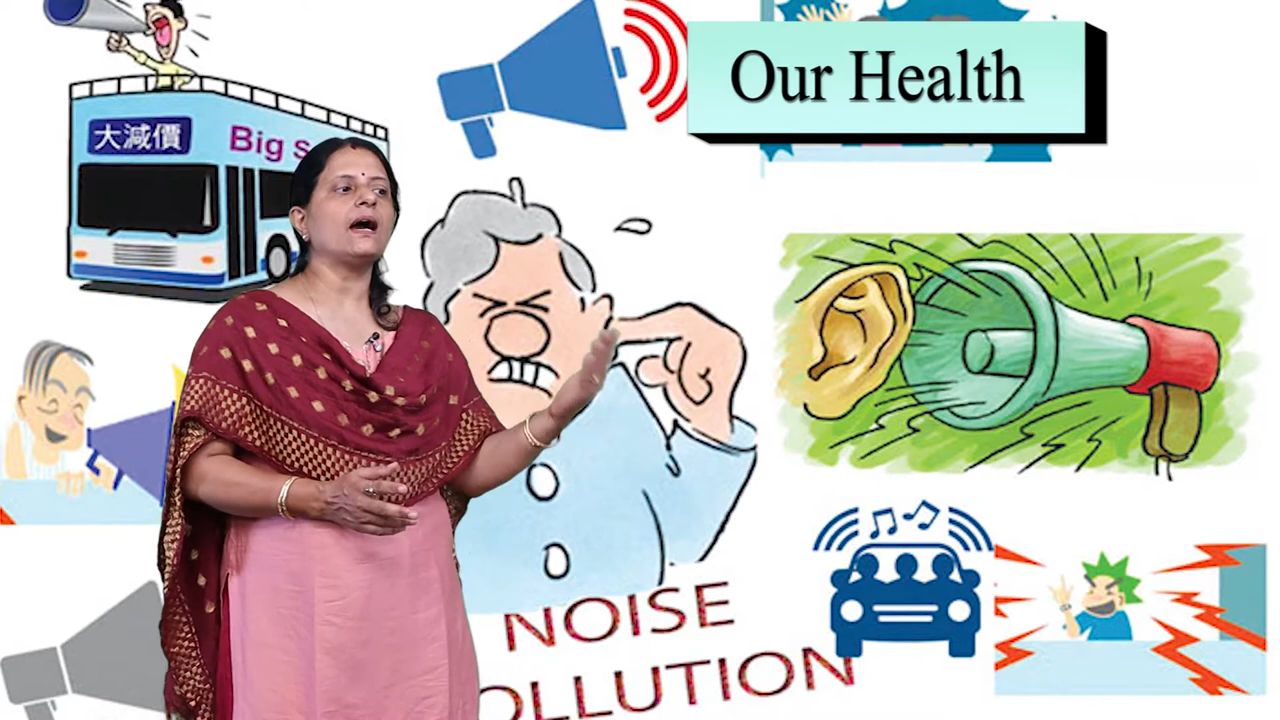 Our Health
大減價
Big S
NOISE
OLLUTION